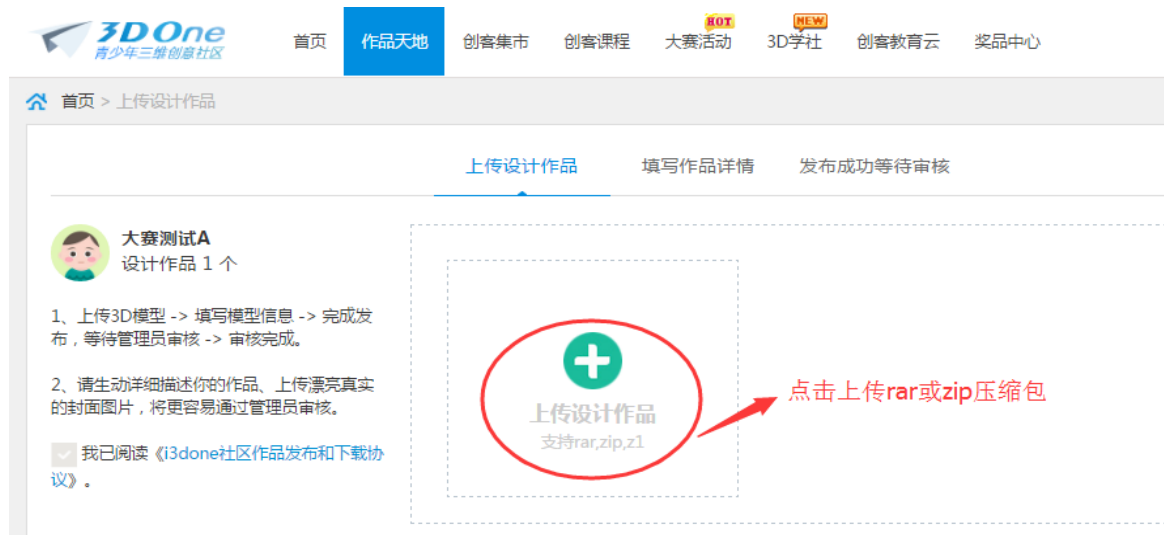 3D One
青少年三维创意社区
首页
作品天地
创客集市
创客课程
HOT
大赛活动
NEW
3D学社
创客教育云
奖品中心
首页 > 上传设计作品
上传设计作品
填写作品详情
发布成功等待审核
大赛测试A
设计作品 1 个
1、上传3D模型 -> 填写模型信息 -> 完成发
布，等待管理员审核 -> 审核完成。
2、请生动详细描述你的作品、上传漂亮真实
的封面图片，将更容易通过管理员审核。
我已阅读《i3done社区作品发布和下载协
议》。
上传设计作品
支持rar,zip,z1
点击上传rar或zip压缩包